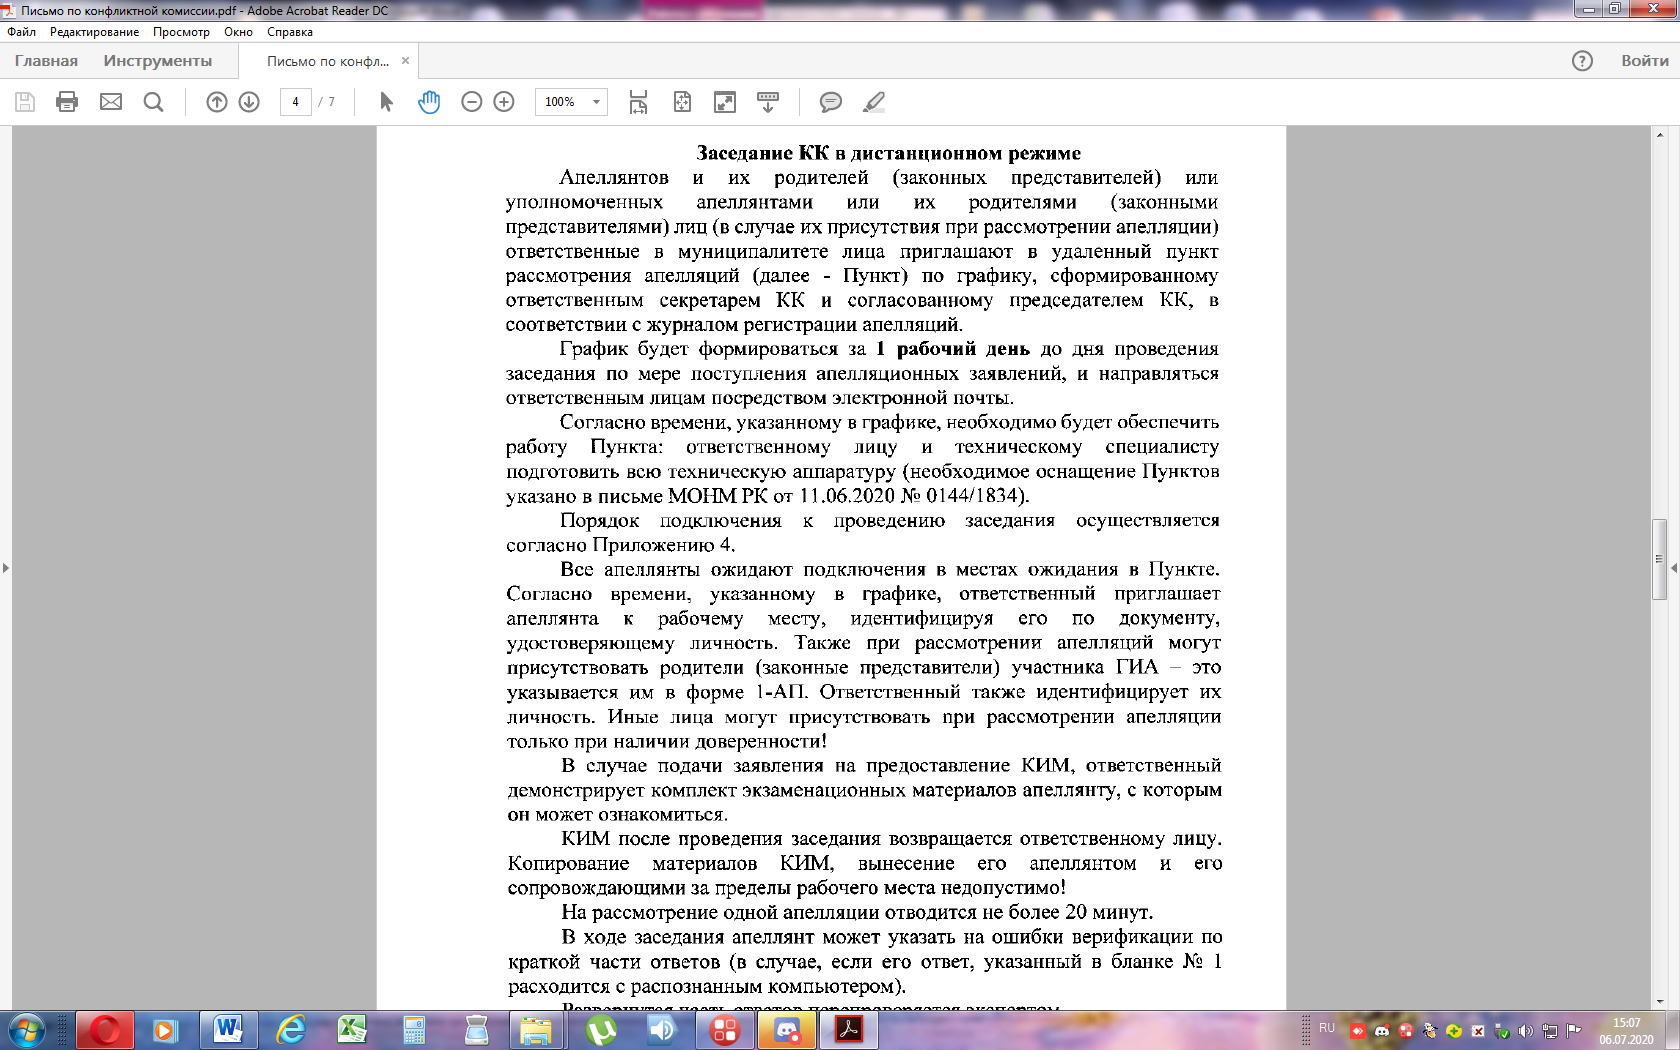 Письмо по конфликтной комиссии.pdf - Adobe Acrobat Reader DC
Файл Редактирование Просмотр Окно Справка
Главная Инструменты Письмо по конфл... × ? Войти
4 / 7 100%
Заседание КК в дистанционном режиме
Апеллянтов и их родителей (законных представителей) или
уполномоченных апеллянтами или их родителями (законными
представителями) лиц (в случае их присутствия при рассмотрении апелляции)
ответственные в муниципалитете лица приглашают в удаленный пункт
рассмотрения апелляций (далее - Пункт) по графику, сформированному
ответственным секретарем КК и согласованному председателем КК, в
соответствии с журналом регистрации апелляций.
График будет формироваться за 1 рабочий день до дня проведения
заседания по мере поступления апелляционных заявлений, и направляться
ответственным лицам посредством электронной почты.
Согласно времени, указанному в графике, необходимо будет обеспечить
работу Пункта: ответственному лицу и техническому специалисту
подготовить всю техническую аппаратуру (необходимое оснащение Пунктов
указано в письме МОНМ РК от 11.06.2020 № 0144/1834).
Порядок подключения к проведению заседания осуществляется
согласно Приложению 4.
Все апеллянты ожидают подключения в местах ожидания в Пункте.
Согласно времени, указанному в графике, ответственный приглашает
апеллянта к рабочему месту, идентифицируя его по документу,
удостоверяющему личность. Также при рассмотрении апелляций могут
присутствовать родители (законные представители) участника ГИА – это
указывается им в форме 1-АП. Ответственный также идентифицирует их
личность. Иные лица могут присутствовать при рассмотрении апелляции
только при наличии доверенности!
В случае подачи заявления на предоставление КИМ, ответственный
демонстрирует комплект экзаменационных материалов апеллянту, с которым
он может ознакомиться.
КИМ после проведения заседания возвращается ответственному лицу.
Копирование материалов КИМ, вынесение его апеллянтом и его
сопровождающими за пределы рабочего места недопустимо!
На рассмотрение одной апелляции отводится не более 20 минут.
В ходе заседания апеллянт может указать на ошибки верификации по
краткой части ответов (в случае, если его ответ, указанный в бланке № 1
расходится с распознанным компьютером).
Развернутая часть ответов перепроверяется экспертом
RU 15:07
06.07.2020